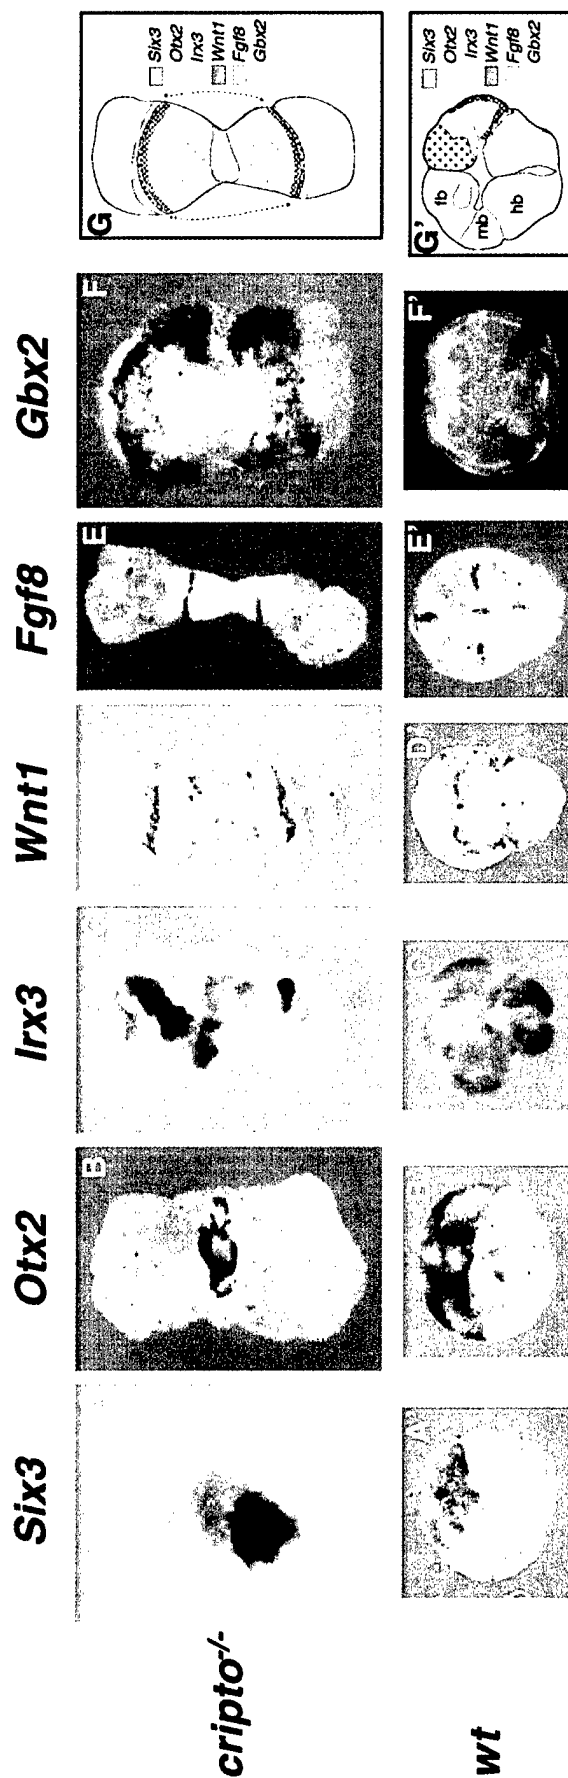 Six3
Otx2
Irx3
Wnt1
Fgf8
Gbx2
cripto-/-
B
E
F
G
Six3
Otx2
Irx3
Wnt1
Fgf8
Gbx2
wt
A'
D'
E'
F'
G'
fb
mb
hb
Six3
Otx2
Irx3
Wnt1
Fgf8
Gbx2